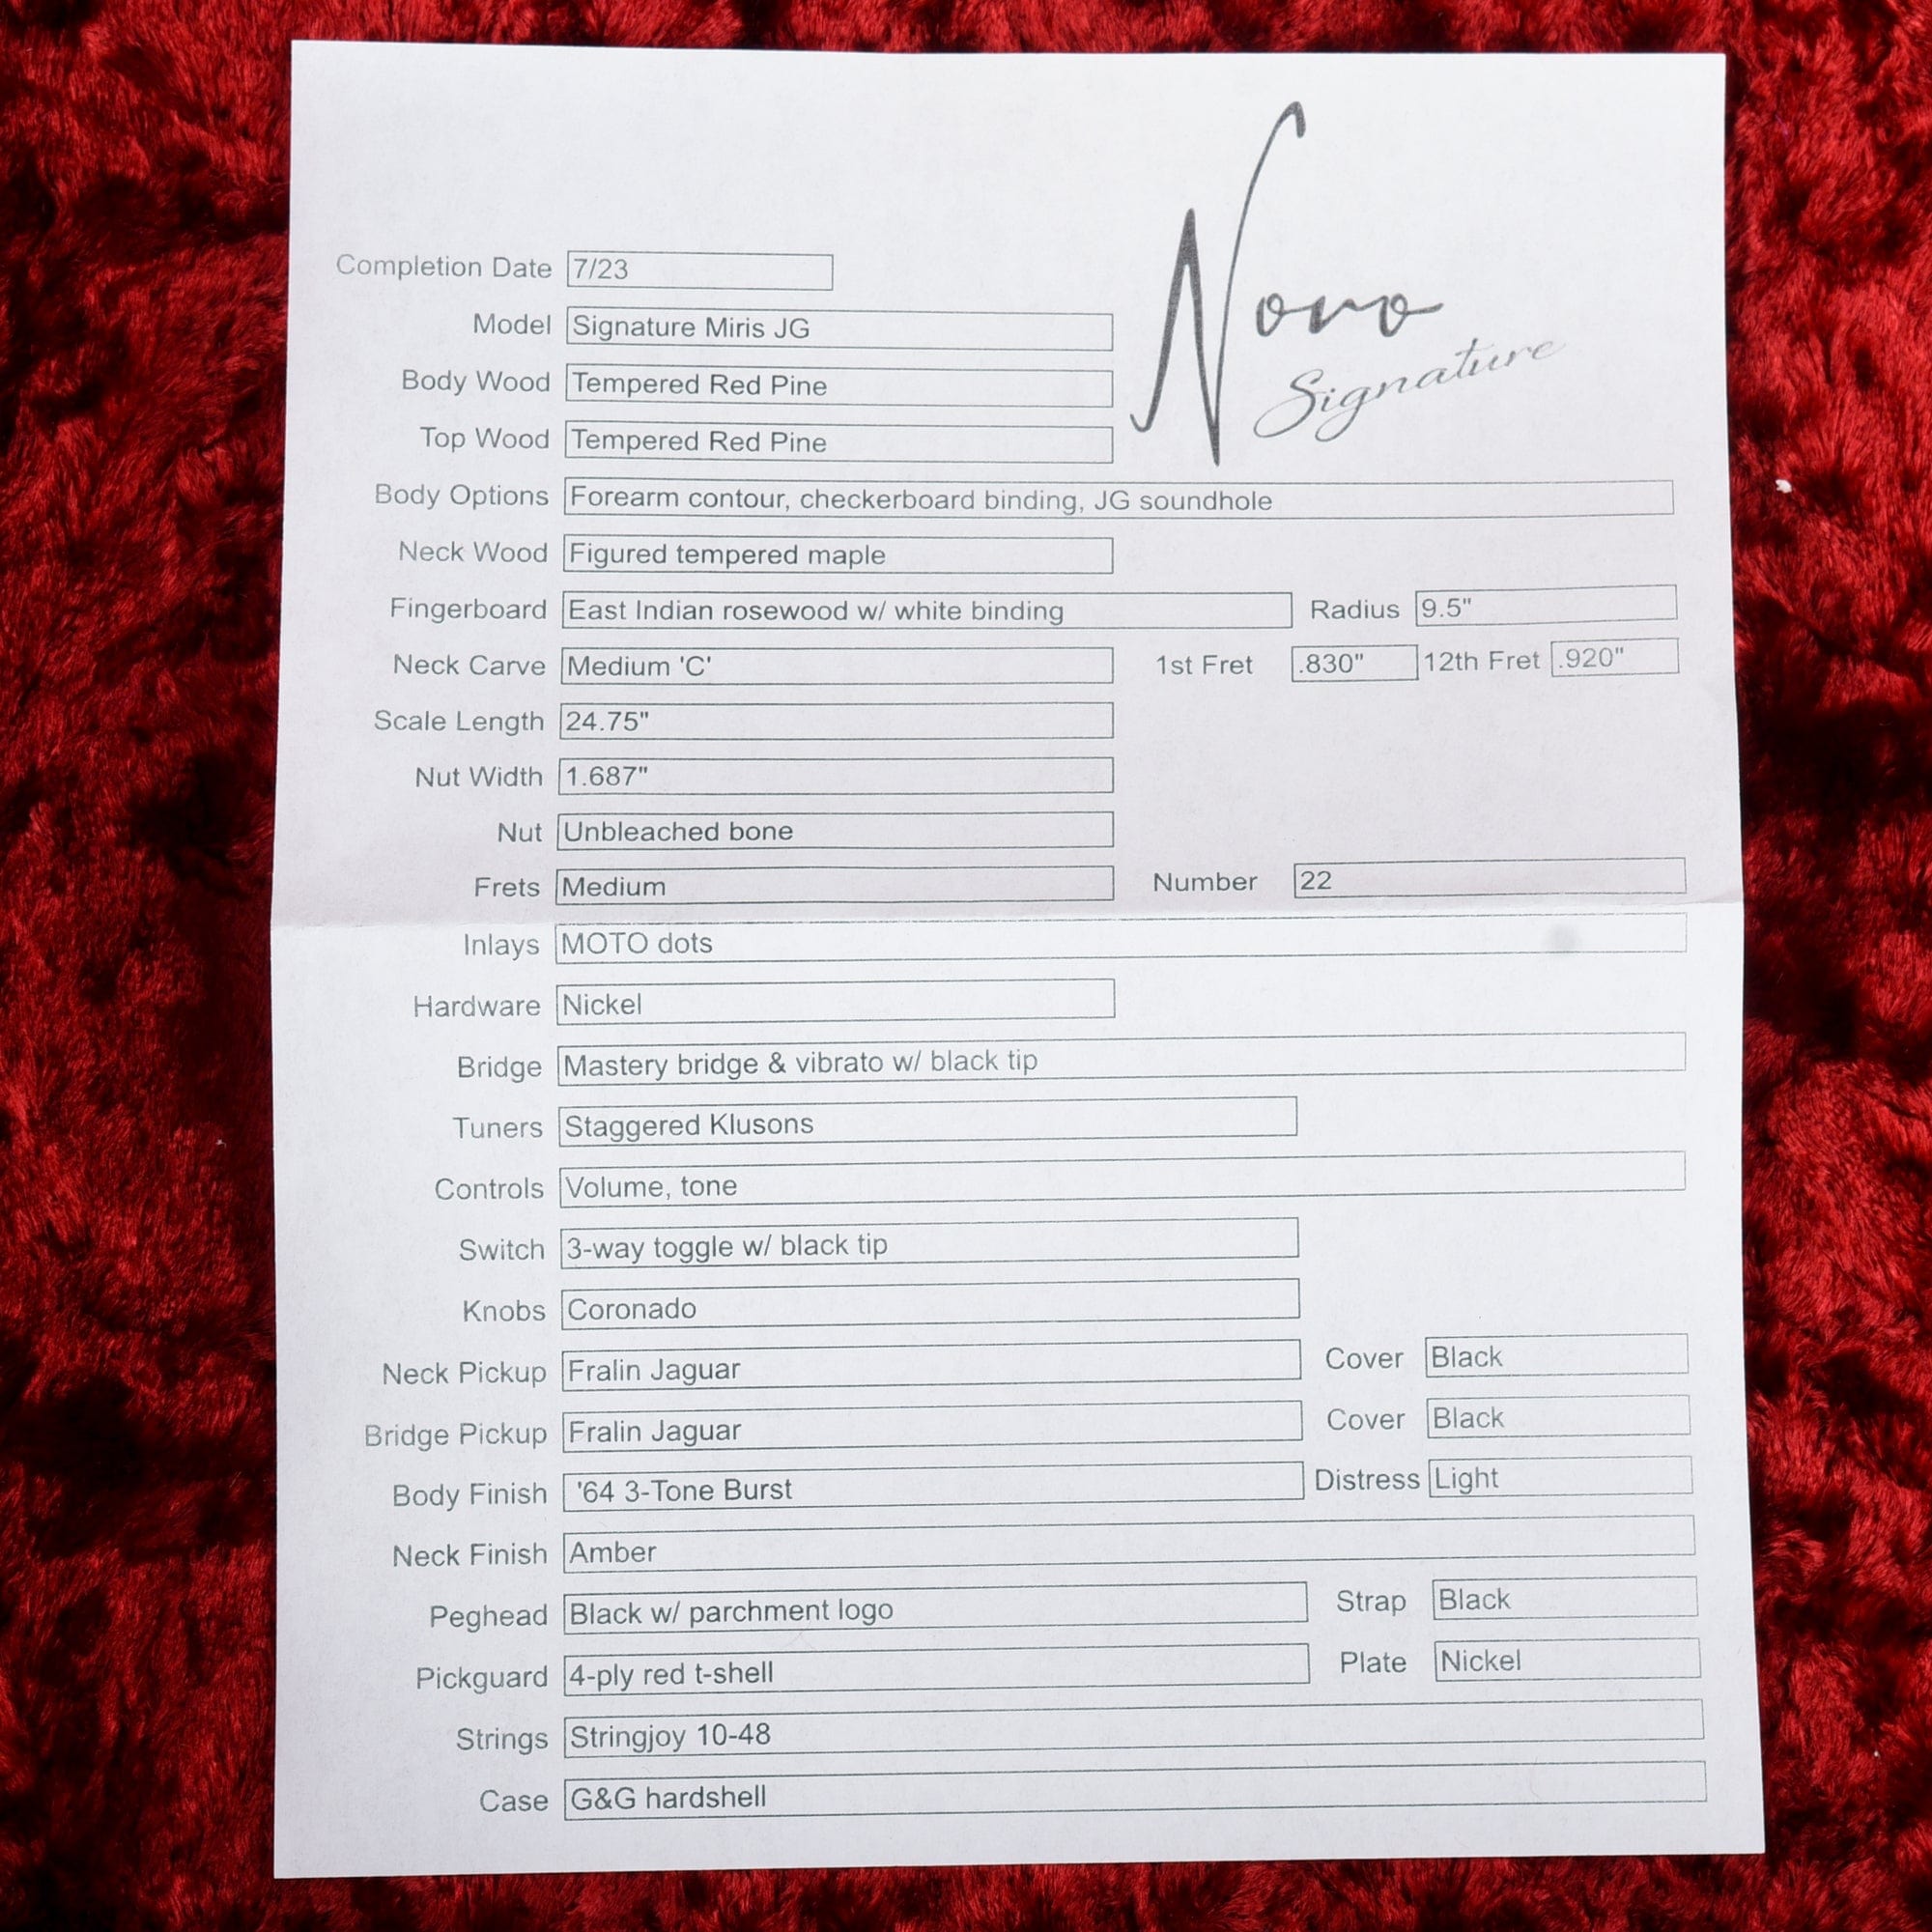 Novo
Signature
Completion Date 7/23
Model Signature Miris JG
Body Wood Tempered Red Pine
Top Wood Tempered Red Pine
Body Options Forearm contour, checkerboard binding, JG soundhole
Neck Wood Figured tempered maple
Fingerboard East Indian rosewood w/ white binding Radius 9.5"
Neck Carve Medium 'C' 1st Fret .830" 12th Fret .920"
Scale Length 24.75"
Nut Width 1.687"
Nut Unbleached bone
Frets Medium Number 22
Inlays MOTO dots
Hardware Nickel
Bridge Mastery bridge & vibrato w/ black tip
Tuners Staggered Klusons
Controls Volume, tone
Switch 3-way toggle w/ black tip
Knobs Coronado
Neck Pickup Fralin Jaguar Cover Black
Bridge Pickup Fralin Jaguar Cover Black
Body Finish '64 3-Tone Burst Distress Light
Neck Finish Amber
Peghead Black w/ parchment logo Strap Black
Pickguard 4-ply red t-shell Plate Nickel
Strings Stringjoy 10-48
Case G&G hardshell